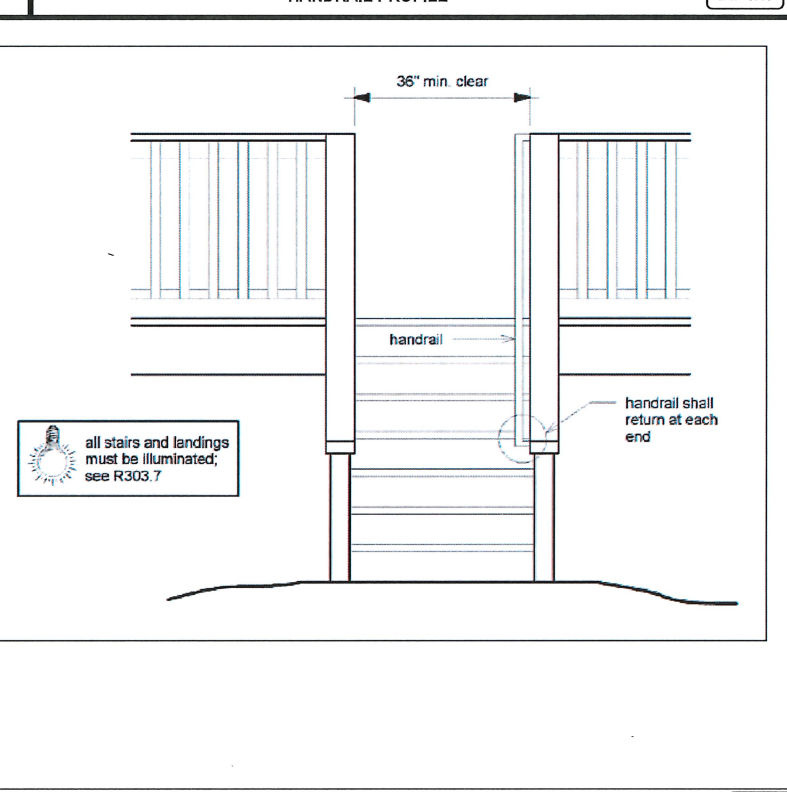 36" min. clear
handrail
handrail shall
return at each
end
all stairs and landings
must be illuminated;
see R303.7